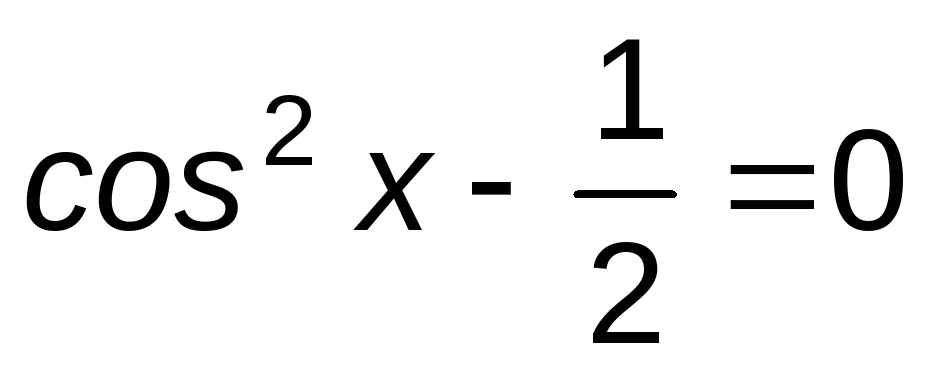 cos² x - 1/2 =0